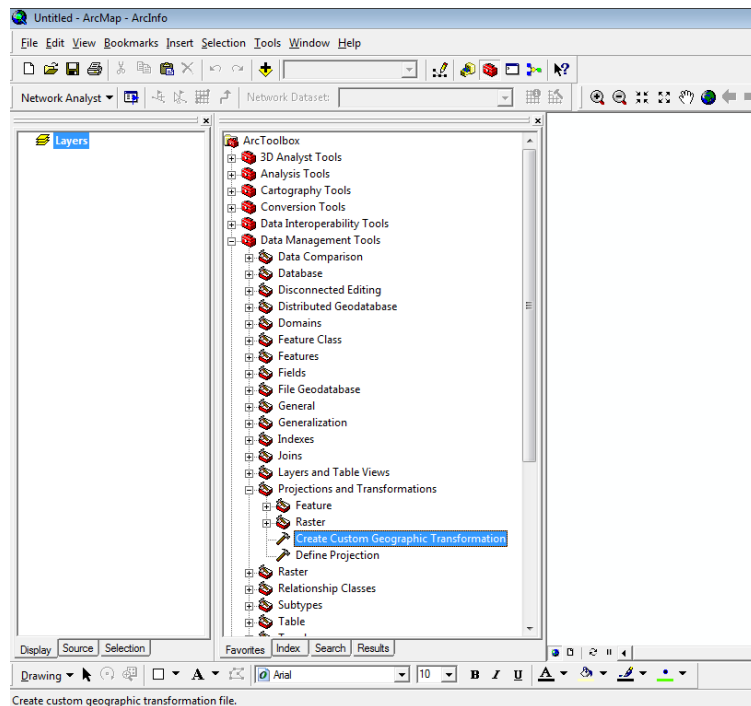 Untitled - ArcMap - ArcInfo
File Edit View Bookmarks Insert Selection Tools Window Help
Network Analyst Network Dataset:
Layers
ArcToolbox
3D Analyst Tools
Analysis Tools
Cartography Tools
Conversion Tools
Data Interoperability Tools
Data Management Tools
Data Comparison
Database
Disconnected Editing
Distributed Geodatabase
Domains
Feature Class
Features
Fields
File Geodatabase
General
Generalization
Indexes
Joins
Layers and Table Views
Projections and Transformations
Feature
Raster
Create Custom Geographic Transformation
Define Projection
Raster
Relationship Classes
Subtypes
Table
Display Source Selection
Favorites Index Search Results
Drawing A Arial 10 B I U A
Create custom geographic transformation file.